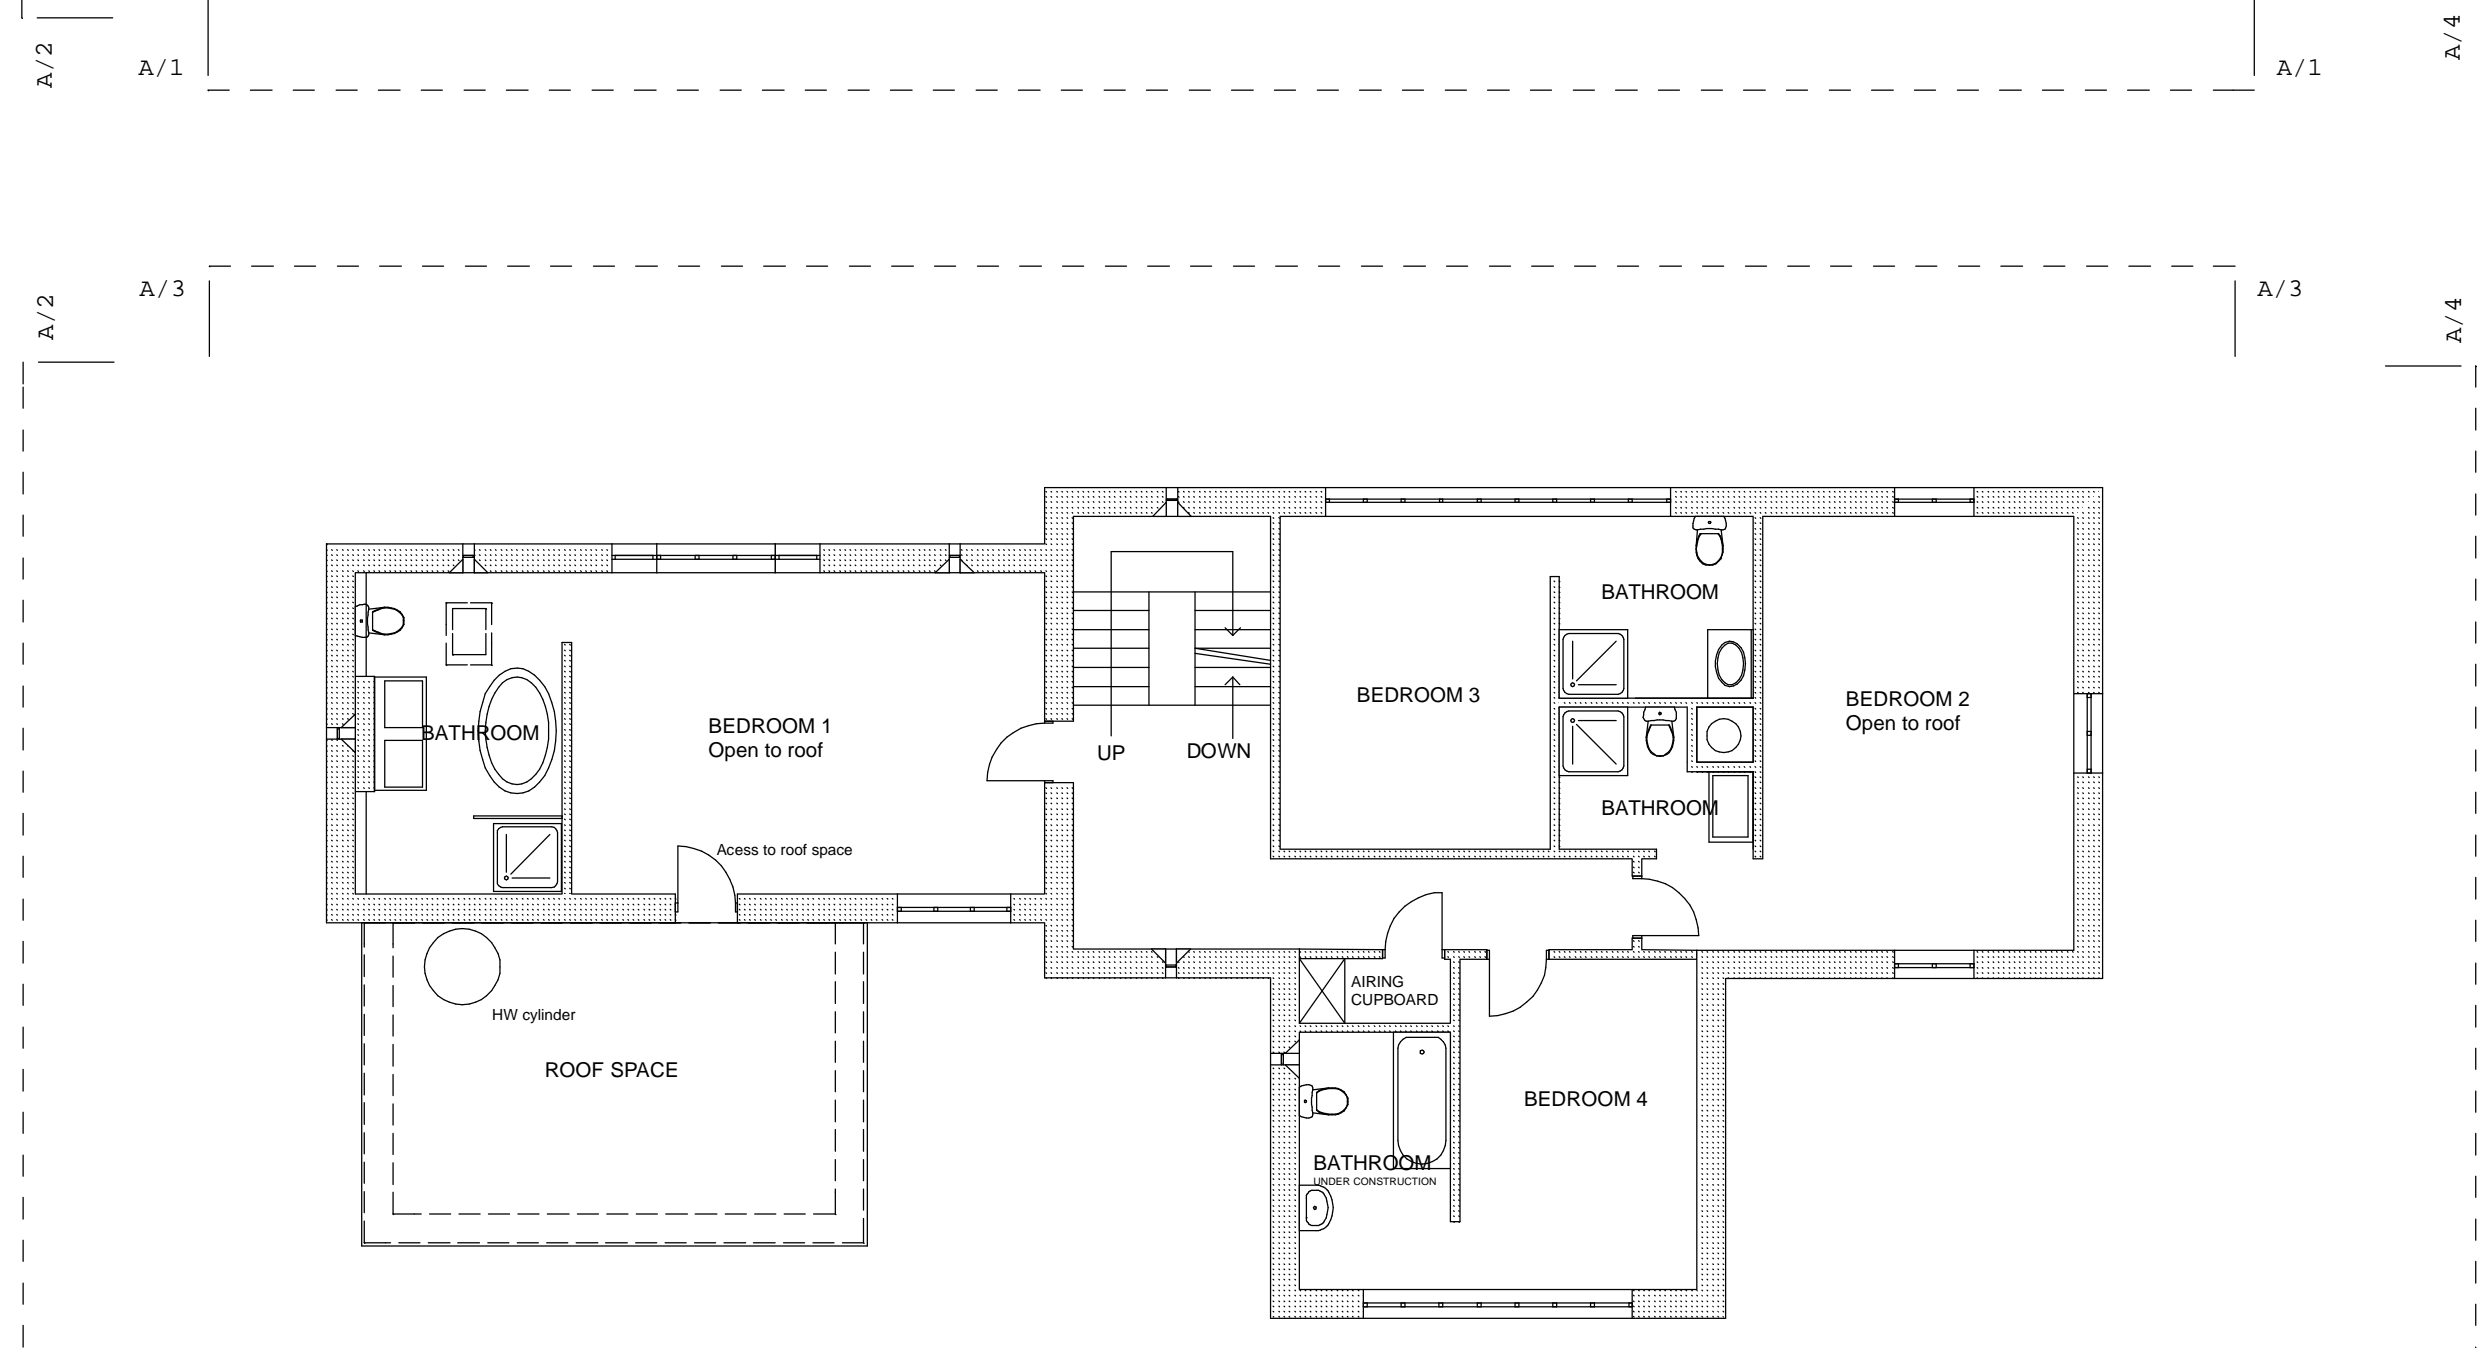 A/2
A/1
A/1
A/4
A/2
A/3
A/3
A/4
BATHROOM
BEDROOM 1
Open to roof
Acess to roof space
UP
DOWN
BEDROOM 3
BATHROOM
BATHROOM
BEDROOM 2
Open to roof
HW cylinder
ROOF SPACE
AIRING
CUPBOARD
BEDROOM 4
BATHROOM
UNDER CONSTRUCTION